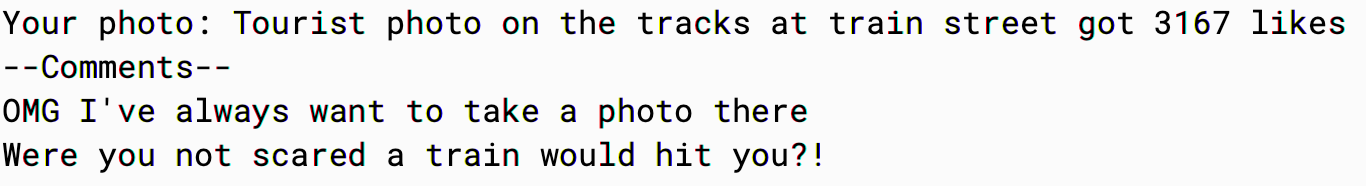 Your photo: Tourist photo on the tracks at train street got 3167 likes
--Comments--
OMG I've always want to take a photo there
Were you not scared a train would hit you?!